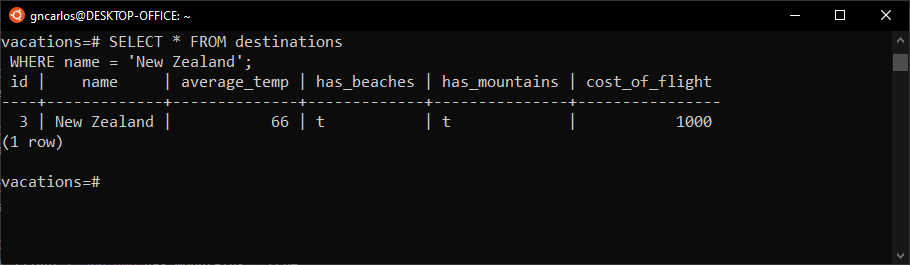 gncarlos@DESKTOP-OFFICE: ~
vacations=# SELECT * FROM destinations
 WHERE name = 'New Zealand';
 id |    name     | average_temp | has_beaches | has_mountains | cost_of_flight
----+-------------+--------------+-------------+---------------+----------------
  3 | New Zealand |           66 | t           | t             |           1000
(1 row)
vacations=#